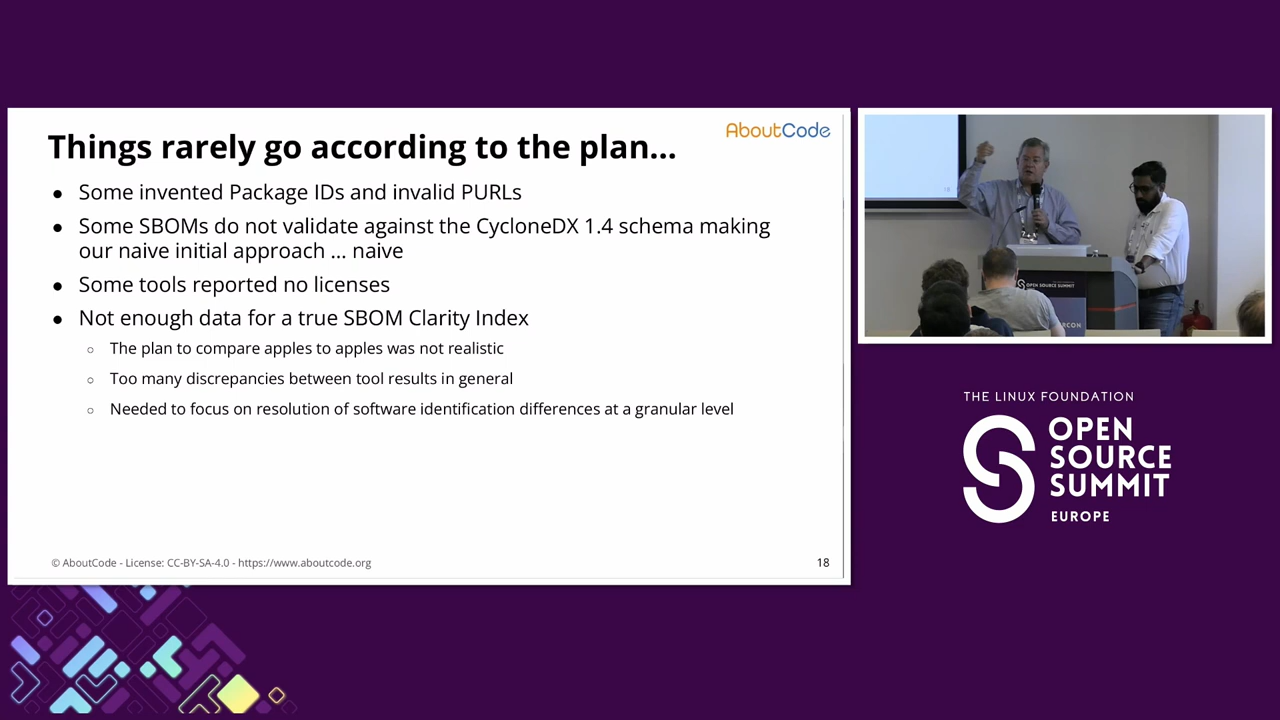 Things rarely go according to the plan...
AboutCode
● Some invented Package IDs and invalid PURLs
● Some SBOMs do not validate against the CycloneDX 1.4 schema making
our naive initial approach ... naive
● Some tools reported no licenses
● Not enough data for a true SBOM Clarity Index
○ The plan to compare apples to apples was not realistic
○ Too many discrepancies between tool results in general
○ Needed to focus on resolution of software identification differences at a granular level
© AboutCode - License: CC-BY-SA-4.0 - https://www.aboutcode.org
18
OPEN SOURCE SUMMIT
THE LINUX FOUNDATION
OPEN
SOURCE
SUMMIT
EUROPE